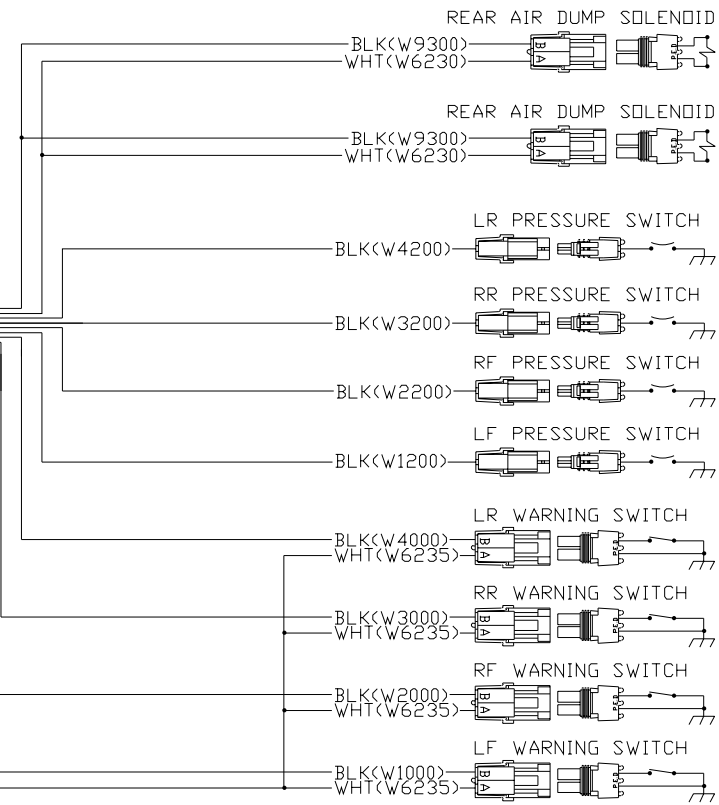 REAR AIR DUMP SOLENOID
BLK(W9300)
B
WHT(W6230)
A
REAR AIR DUMP SOLENOID
BLK(W9300)
B
WHT(W6230)
A
LR PRESSURE SWITCH
BLK(W4200)
RR PRESSURE SWITCH
BLK(W3200)
RF PRESSURE SWITCH
BLK(W2200)
LF PRESSURE SWITCH
BLK(W1200)
LR WARNING SWITCH
BLK(W4000)
B
WHT(W6235)
A
RR WARNING SWITCH
BLK(W3000)
B
WHT(W6235)
A
RF WARNING SWITCH
BLK(W2000)
B
WHT(W6235)
A
LF WARNING SWITCH
BLK(W1000)
B
WHT(W6235)
A